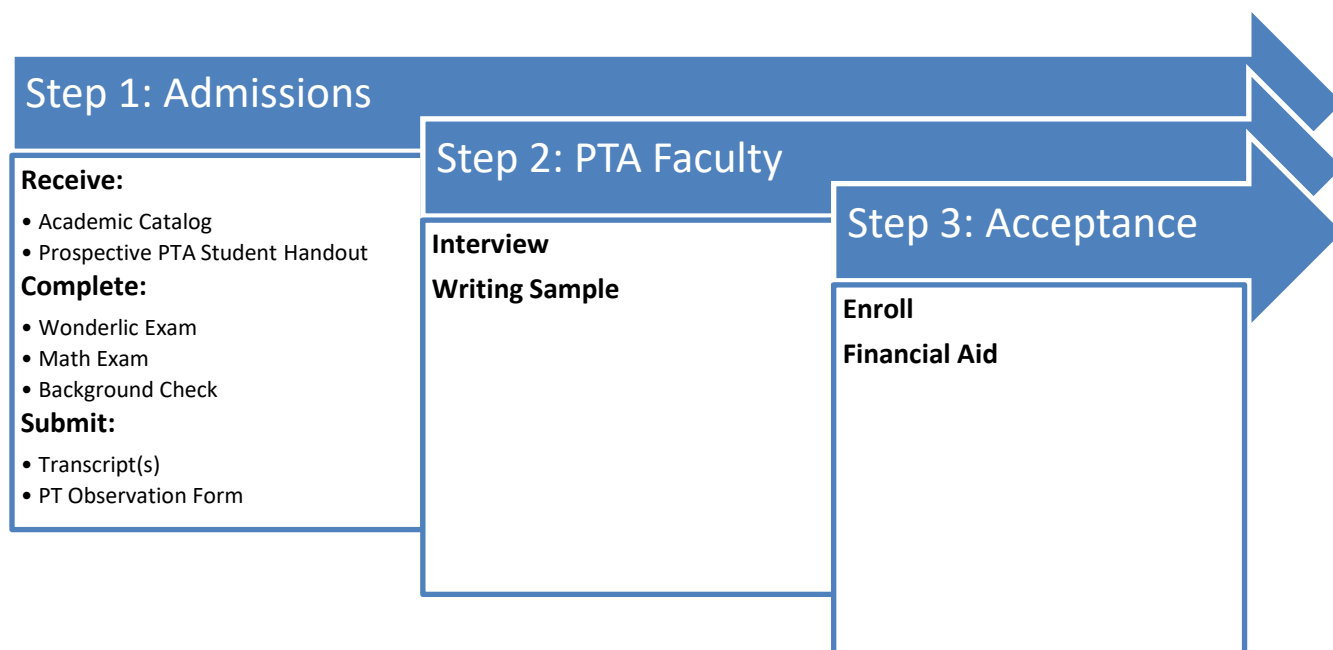 Step 1: Admissions
Receive:
• Academic Catalog
• Prospective PTA Student Handout
Complete:
• Wonderlic Exam
• Math Exam
• Background Check
Submit:
• Transcript(s)
• PT Observation Form
Step 2: PTA Faculty
Interview
Writing Sample
Step 3: Acceptance
Enroll
Financial Aid